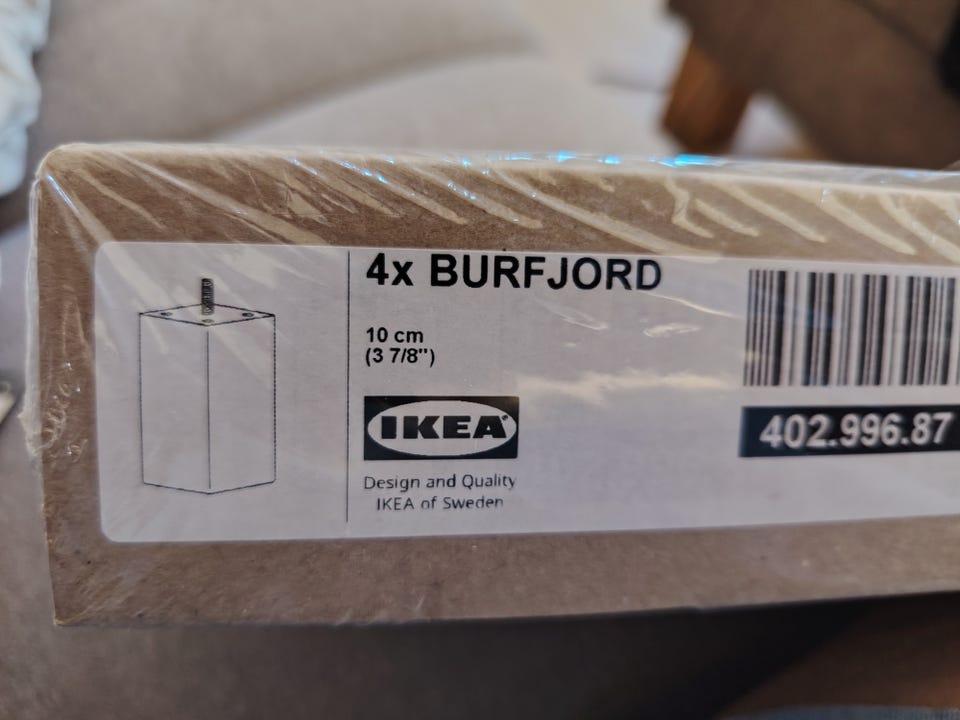 4x BURFJORD
10 cm
(3 7/8")
IKEA
Design and Quality
IKEA of Sweden
402.996.87